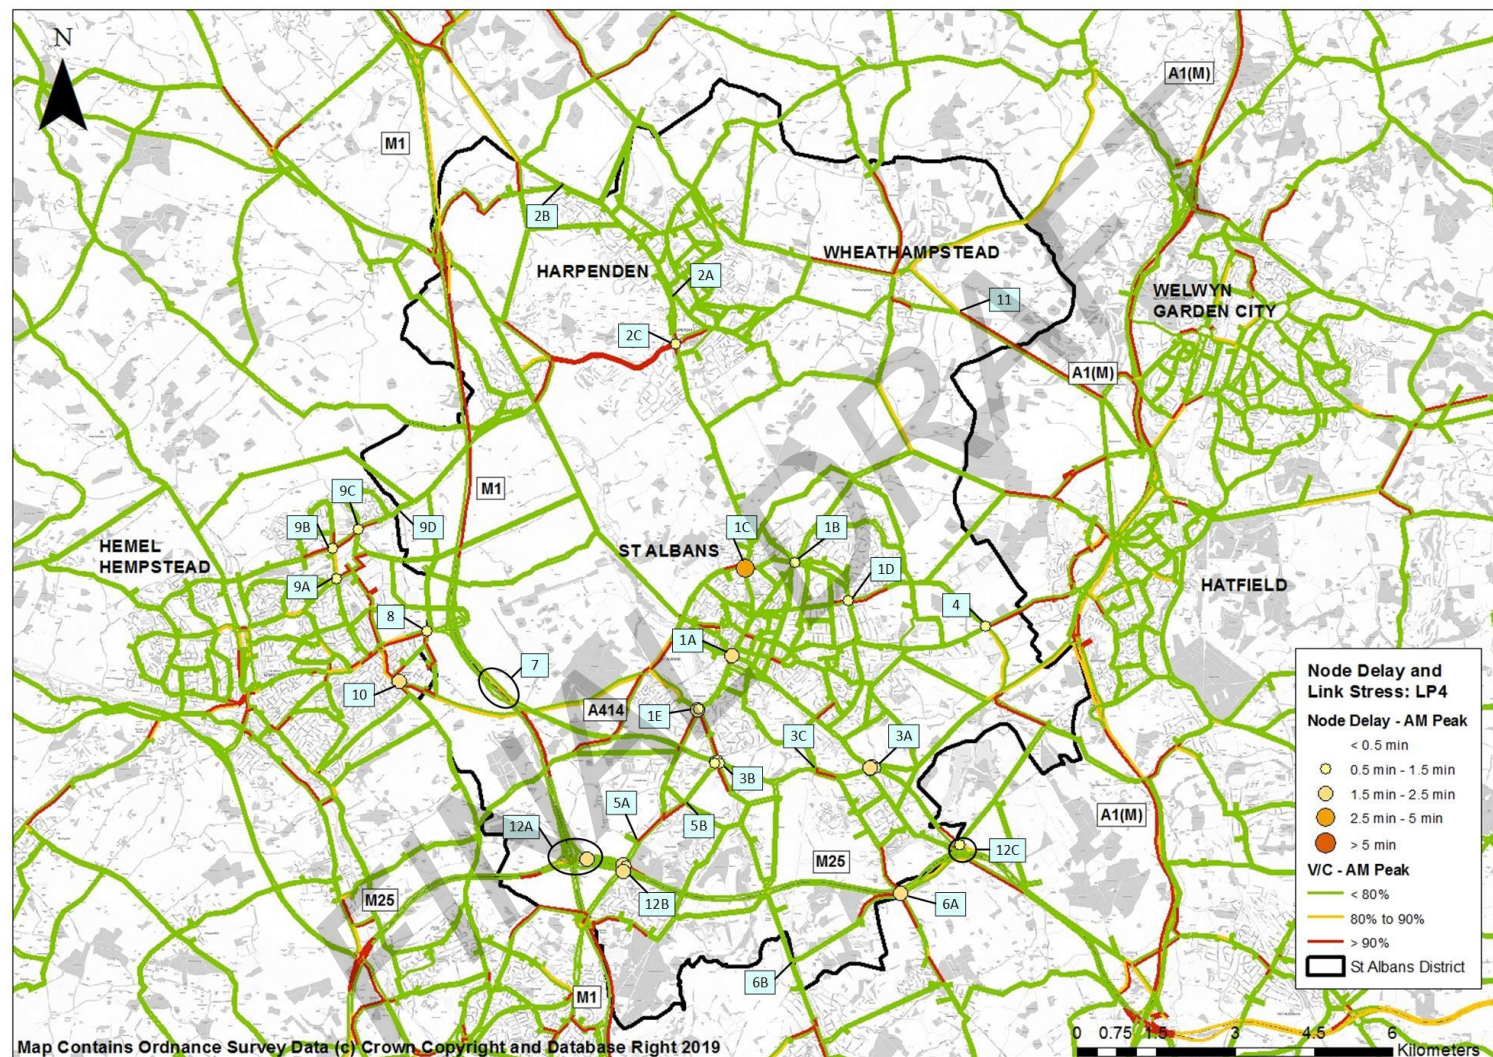 N
A1(M)
M1
2B
WHEATHAMPSTEAD
HARPENDEN
2A
WELWYN
GARDEN CITY
11
2C
A1(M)
M1
9C
9B
9D
1C
1B
HEMEL
HEMPSTEAD
ST ALBANS
1D
9A
HATFIELD
8
4
1A
7
10
A414
1E
3C
3A
3B
5A
5B
12A
A1(M)
12C
M25
M25
12B
6A
6B
M1
FINAL DRAFT
Node Delay and
Link Stress: LP4
Node Delay - AM Peak
< 0.5 min
0.5 min - 1.5 min
1.5 min - 2.5 min
2.5 min - 5 min
> 5 min
V/C - AM Peak
< 80%
80% to 90%
> 90%
St Albans District
0 0.75 1.5 3 4.5 6
Kilometers
Map Contains Ordnance Survey Data (c) Crown Copyright and Database Right 2019